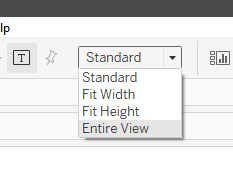 lp
T
Standard
Standard
Fit Width
Fit Height
Entire View